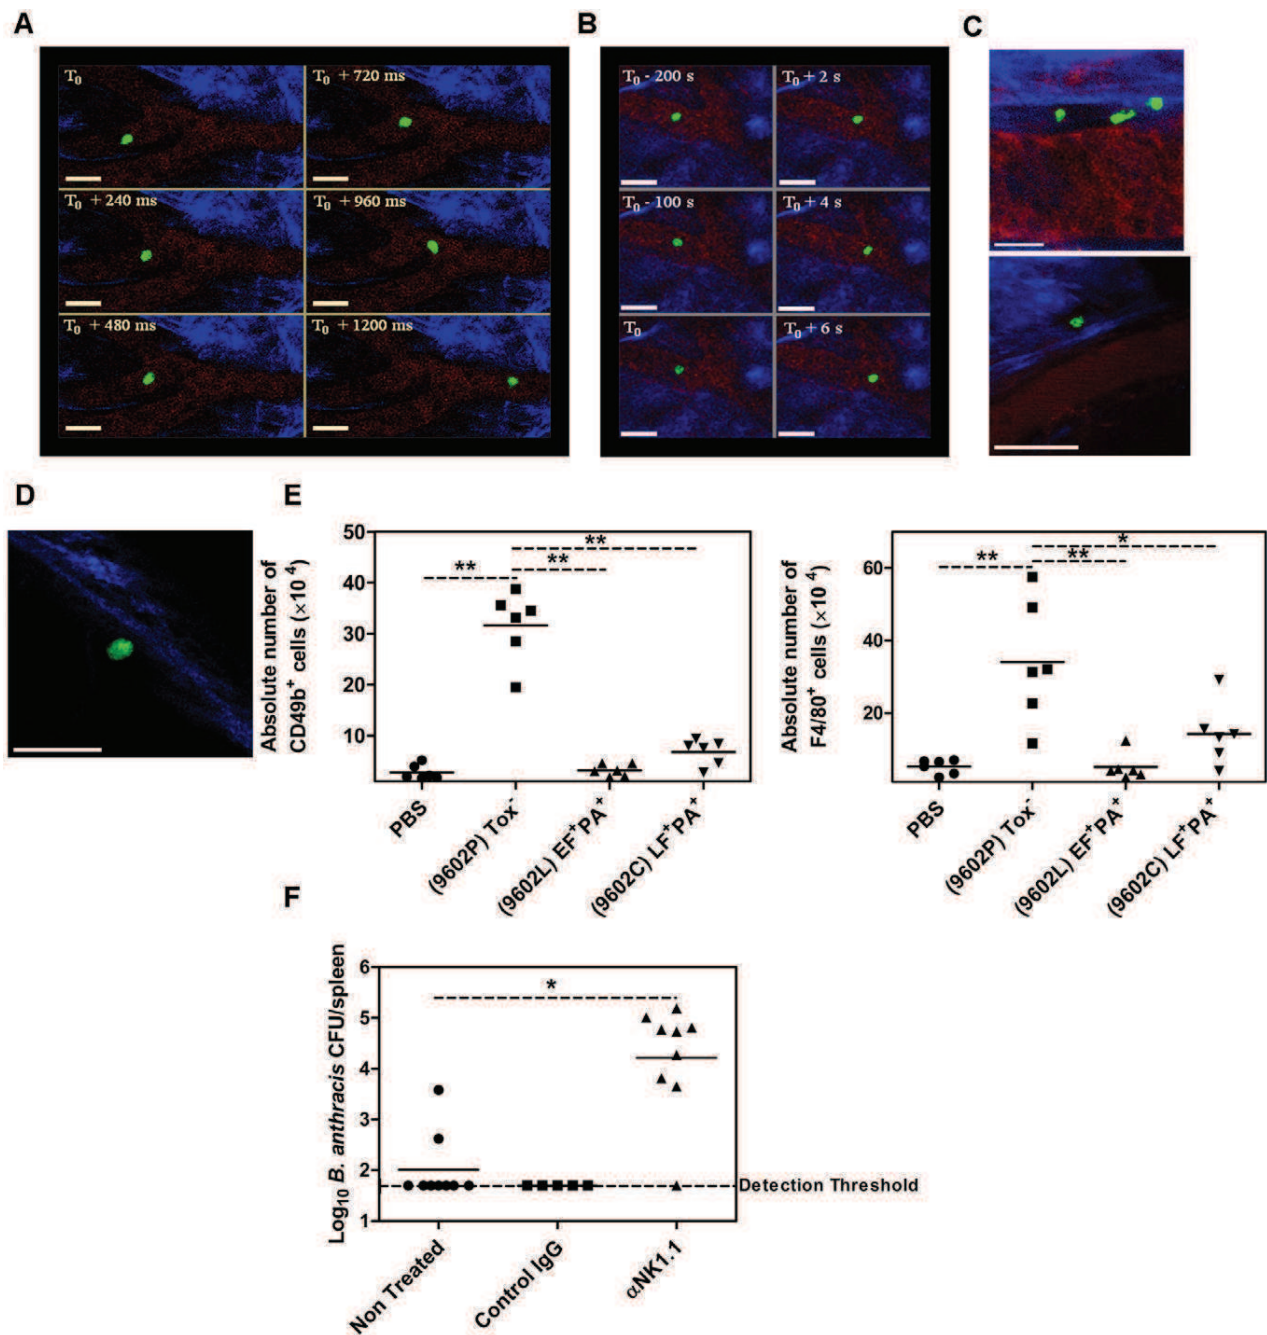 A
B
C
T0
T0 + 720 ms
T0 + 240 ms
T0 + 960 ms
T0 + 480 ms
T0 + 1200 ms
T0 - 200 s
T0 + 2 s
T0 - 100 s
T0 + 4 s
T0
T0 + 6 s
D
E
Absolute number of
CD49b+ cells (×10 4)
50
40
30
20
10
**
**
**
PBS
(9602P) Tox-
(9602L) EF+PA+
(9602C) LF+PA+
Absolute number of
F4/80+ cells (×10 4)
60
40
20
**
**
*
PBS
(9602P) Tox-
(9602L) EF+PA+
(9602C) LF+PA+
F
Log10 B. anthracis CFU/spleen
6
5
4
3
2
1
*
Detection Threshold
Non Treated
Control IgG
αNK1.1